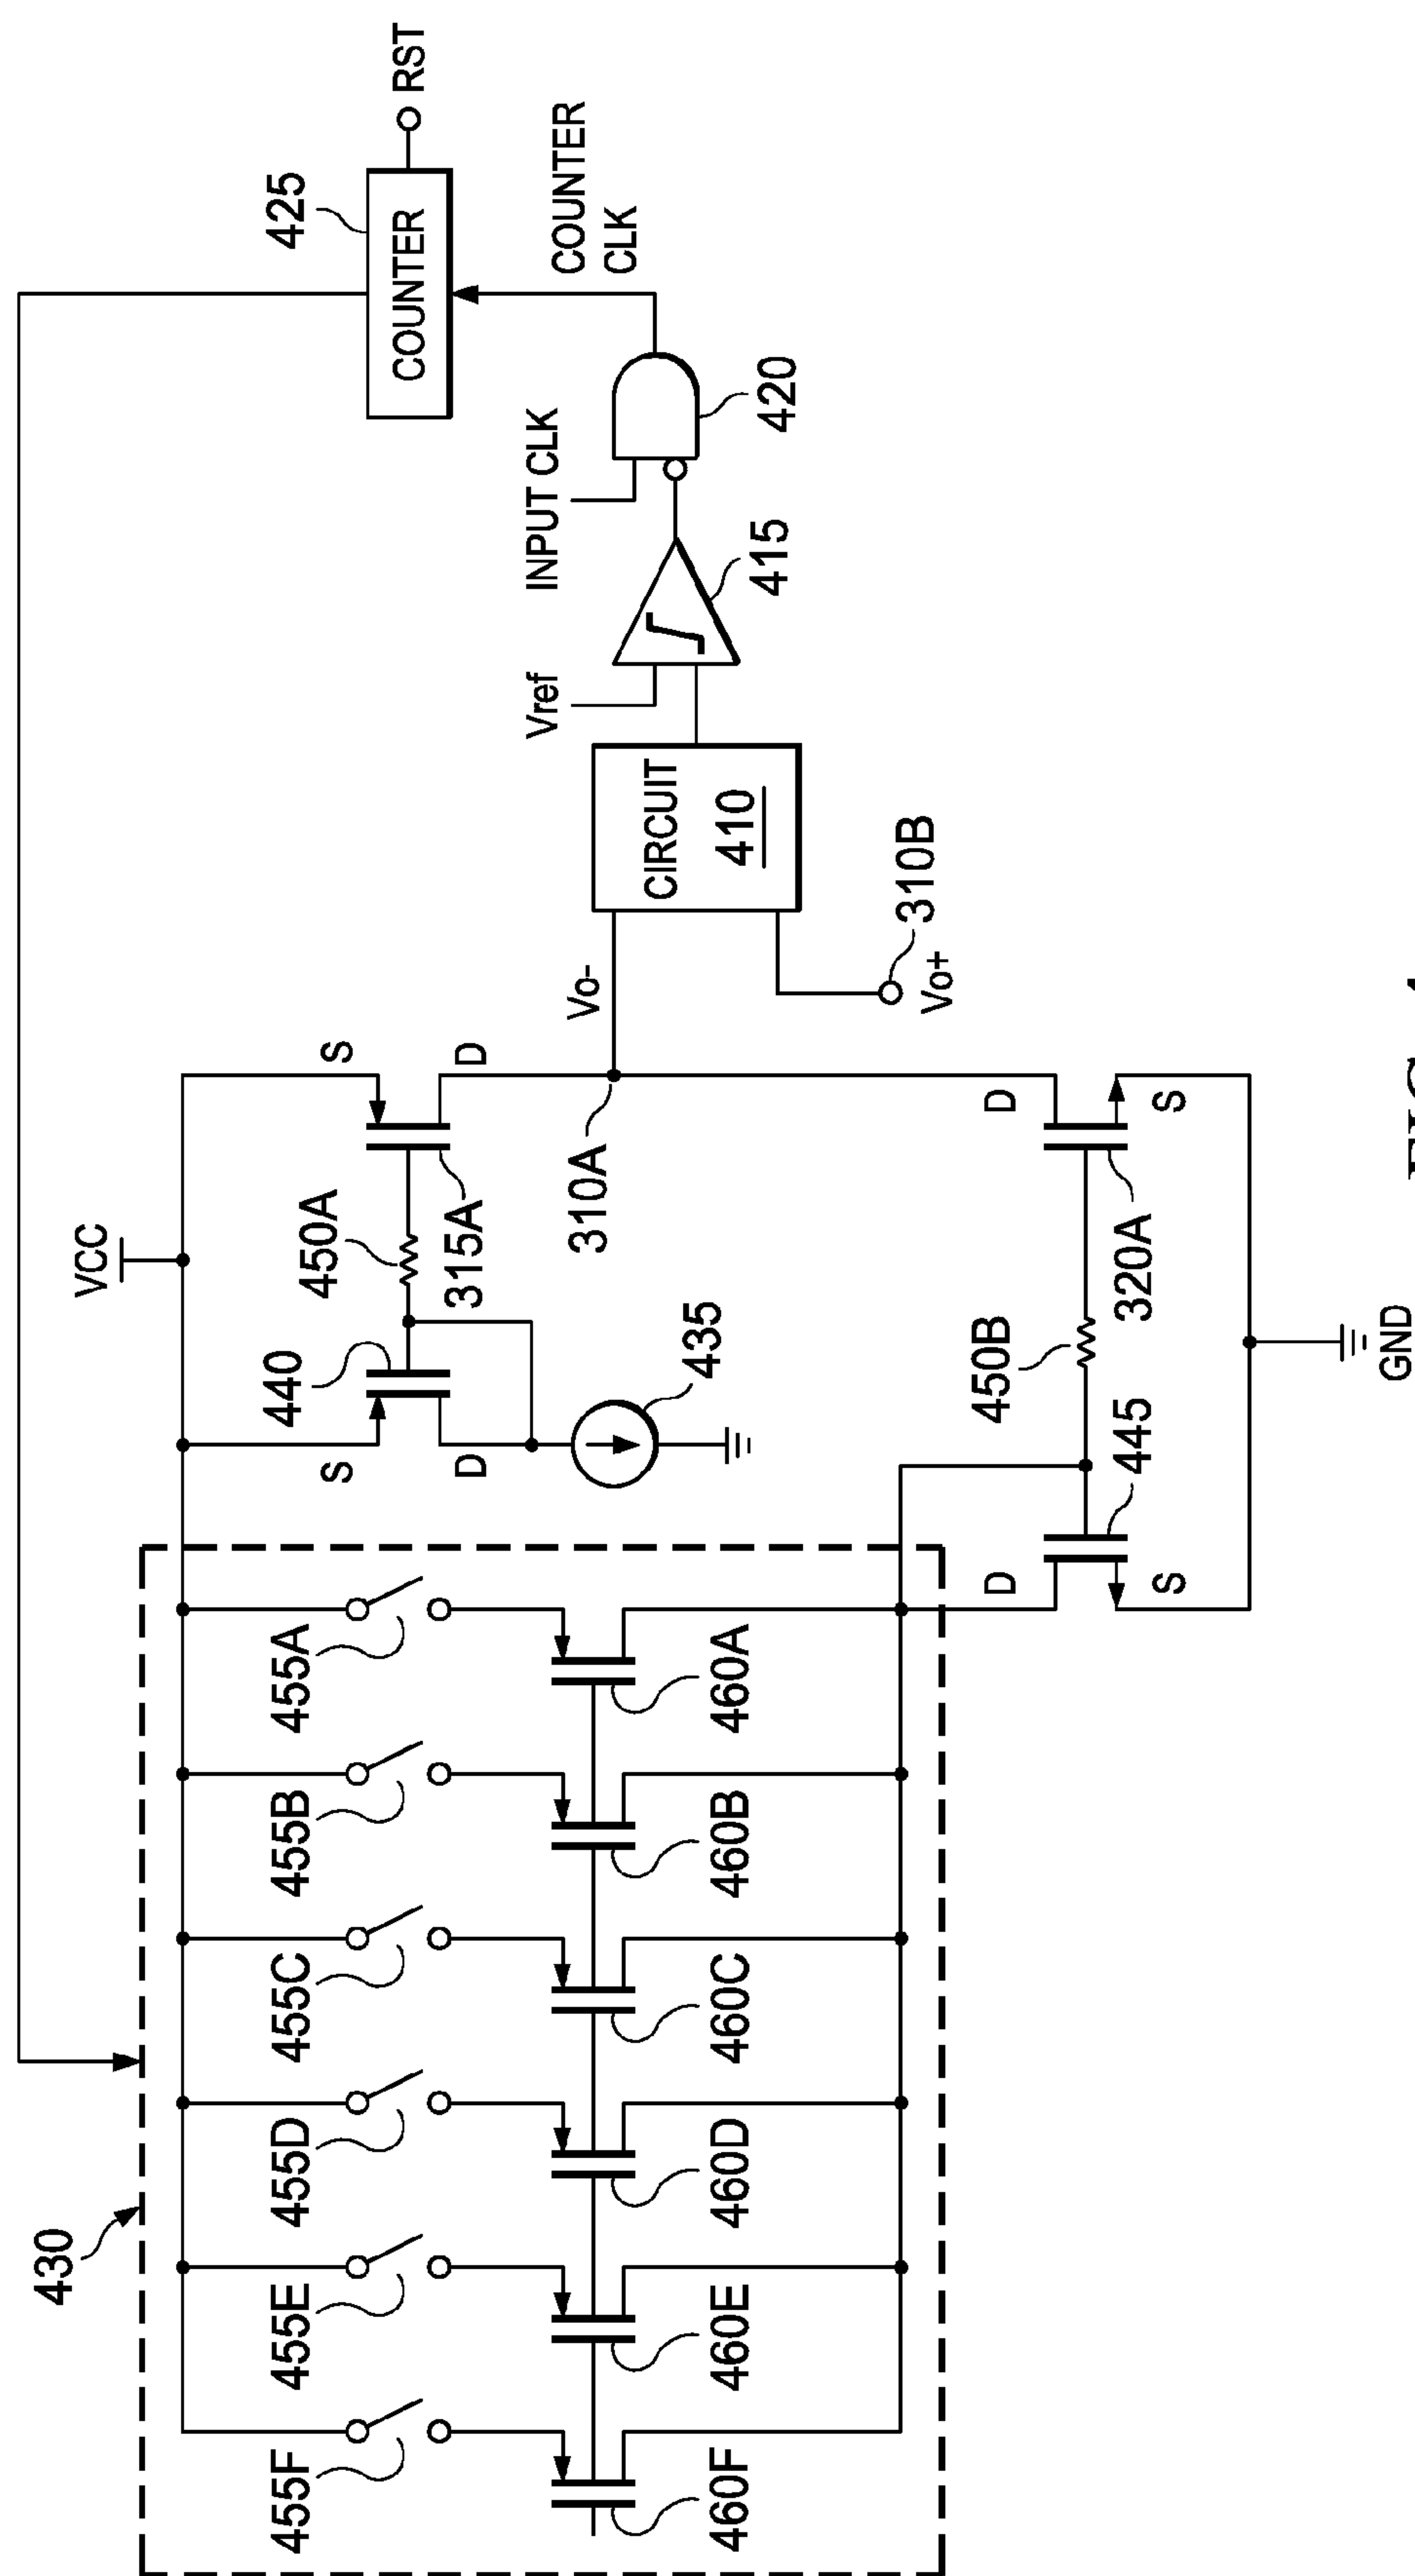 430
VCC
455F
455E
455D
455C
455B
455A
440
425
450A
S
S
COUNTER
RST
D
315A
D
Vref
INPUT CLK
COUNTER
CLK
310A
Vo-
CIRCUIT
410
435
460F
460E
460D
460C
460B
460A
415
420
310B
Vo+
450B
D
D
445
320A
S
S
GND